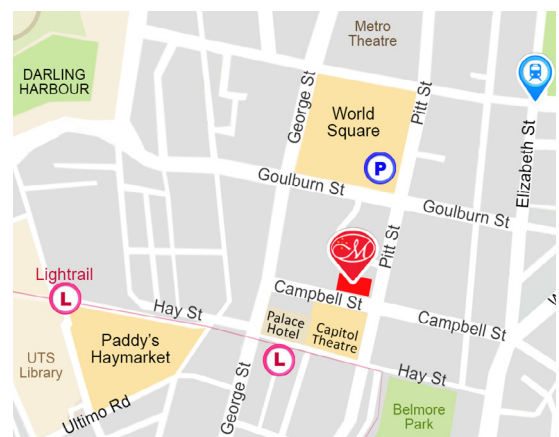 Metro
Theatre
DARLING
HARBOUR
George St
Pitt St
World
Square
Elizabeth St
P
Goulburn St
Goulburn St
M
Pitt St
Lightrail
L
Hay St
Campbell St
Campbell St
Palace
Hotel
Capitol
Theatre
Paddy's
Haymarket
UTS
Library
L
Hay St
George St
Ultimo Rd
Belmore
Park